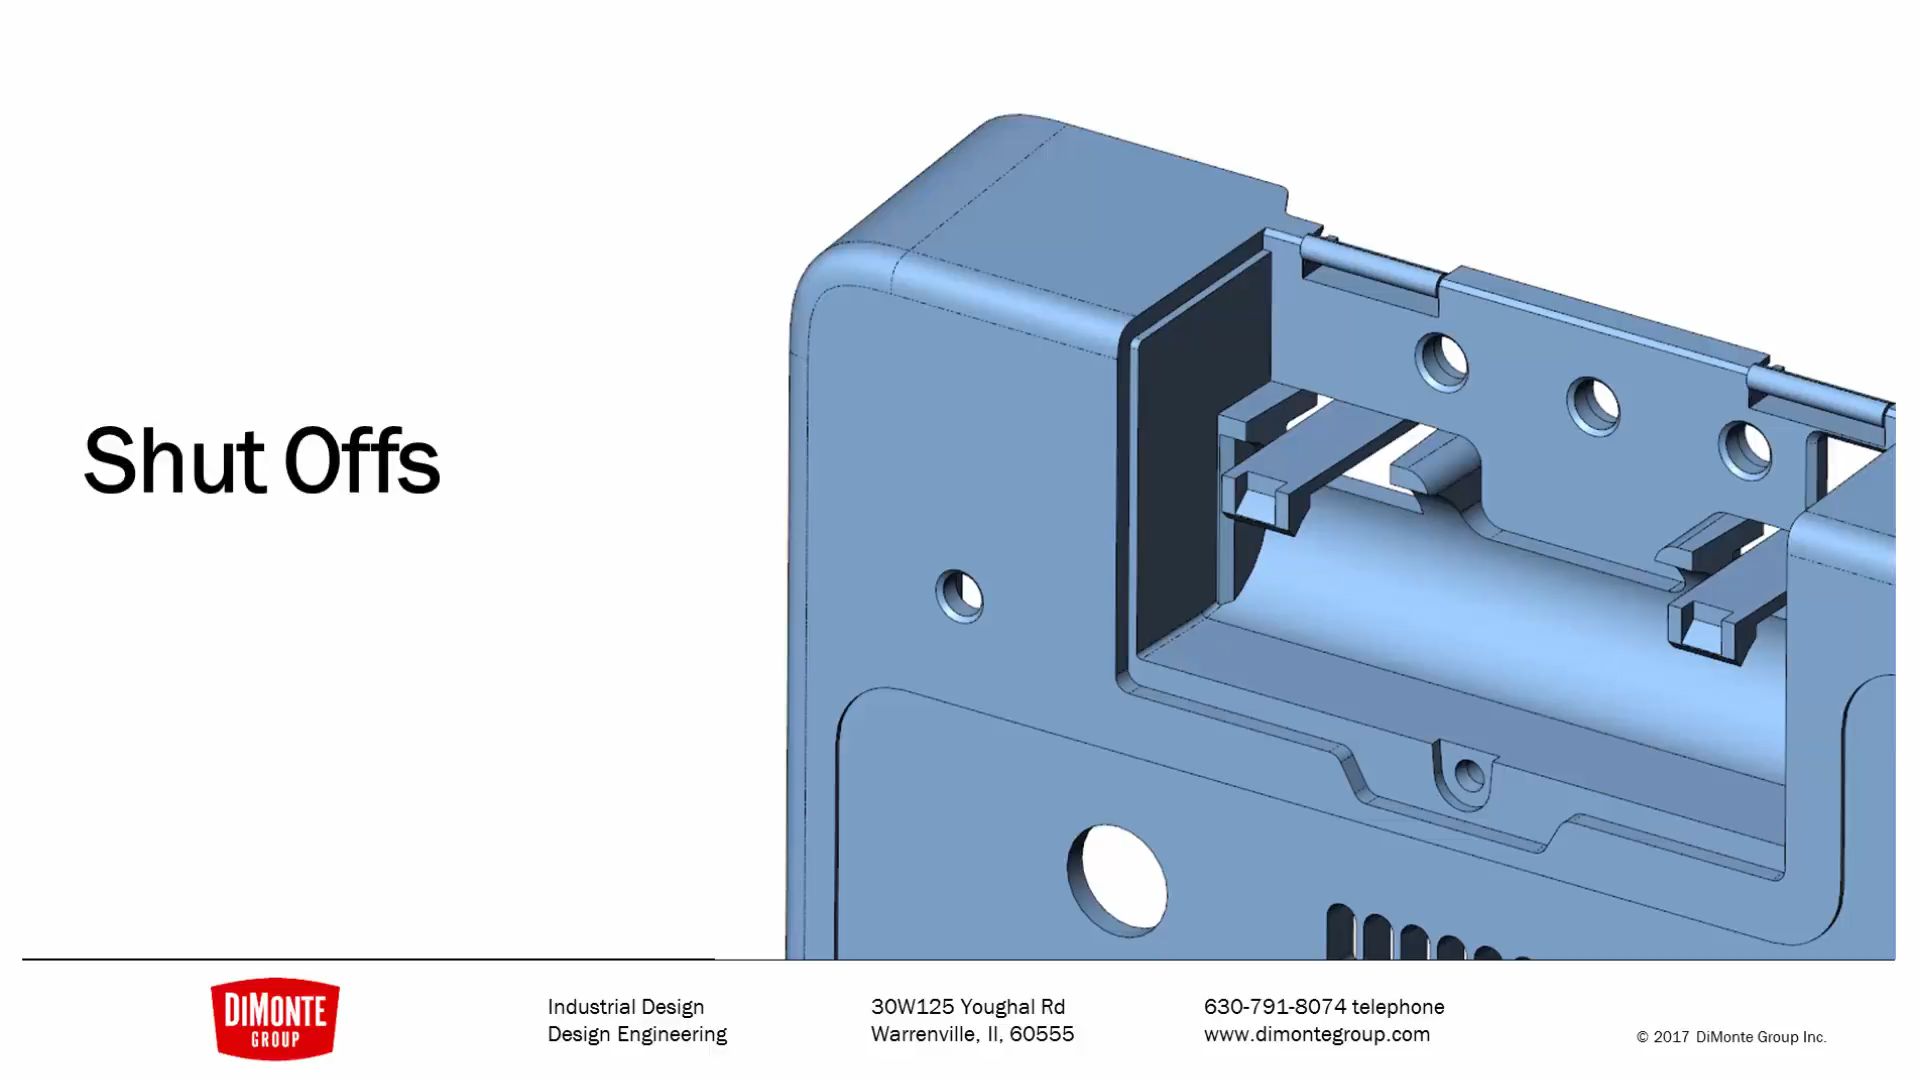 Shut Offs
DIMONTE
GROUP
Industrial Design
Design Engineering
30W125 Youghal Rd
Warrenville, Il, 60555
630-791-8074 telephone
www.dimontegroup.com
© 2017 DiMonte Group Inc.